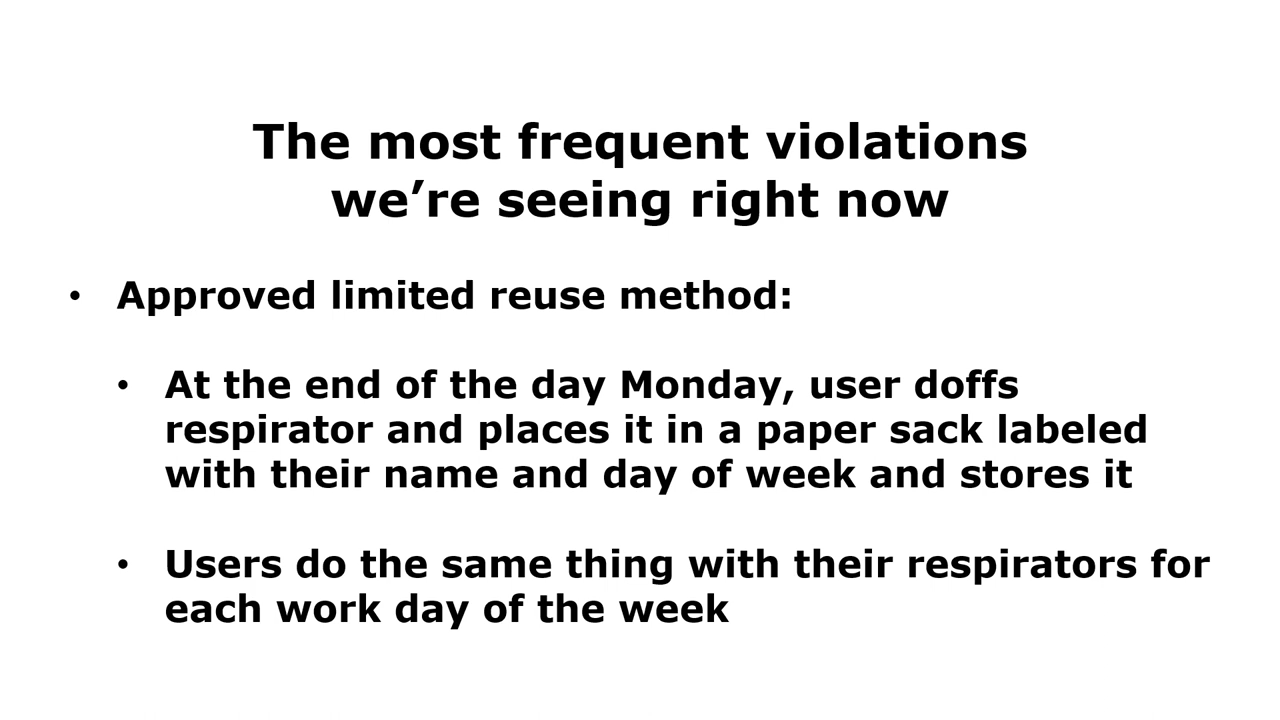 The most frequent violations
we’re seeing right now
• Approved limited reuse method:
• At the end of the day Monday, user doffs
respirator and places it in a paper sack labeled
with their name and day of week and stores it
• Users do the same thing with their respirators for
each work day of the week